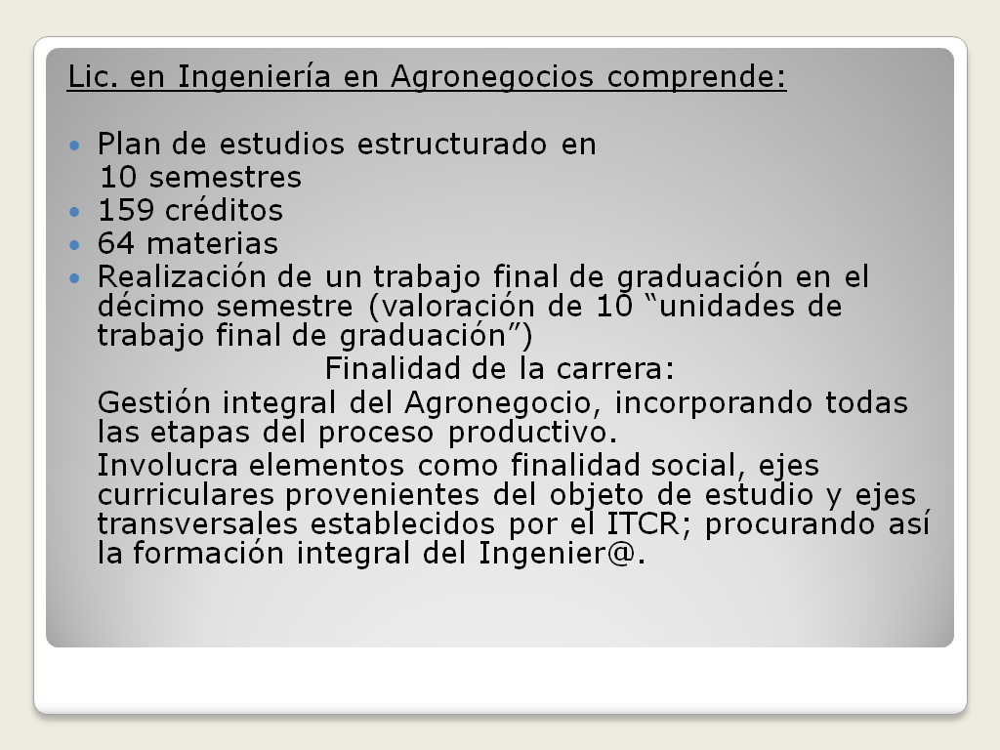 Lic. en Ingeniería en Agronegocios comprende:
• Plan de estudios estructurado en
10 semestres
• 159 créditos
• 64 materias
• Realización de un trabajo final de graduación en el
décimo semestre (valoración de 10 “unidades de
trabajo final de graduación”)
Finalidad de la carrera:
Gestión integral del Agronegocio, incorporando todas
las etapas del proceso productivo.
Involucra elementos como finalidad social, ejes
curriculares provenientes del objeto de estudio y ejes
transversales establecidos por el ITCR; procurando así
la formación integral del Ingenier@.